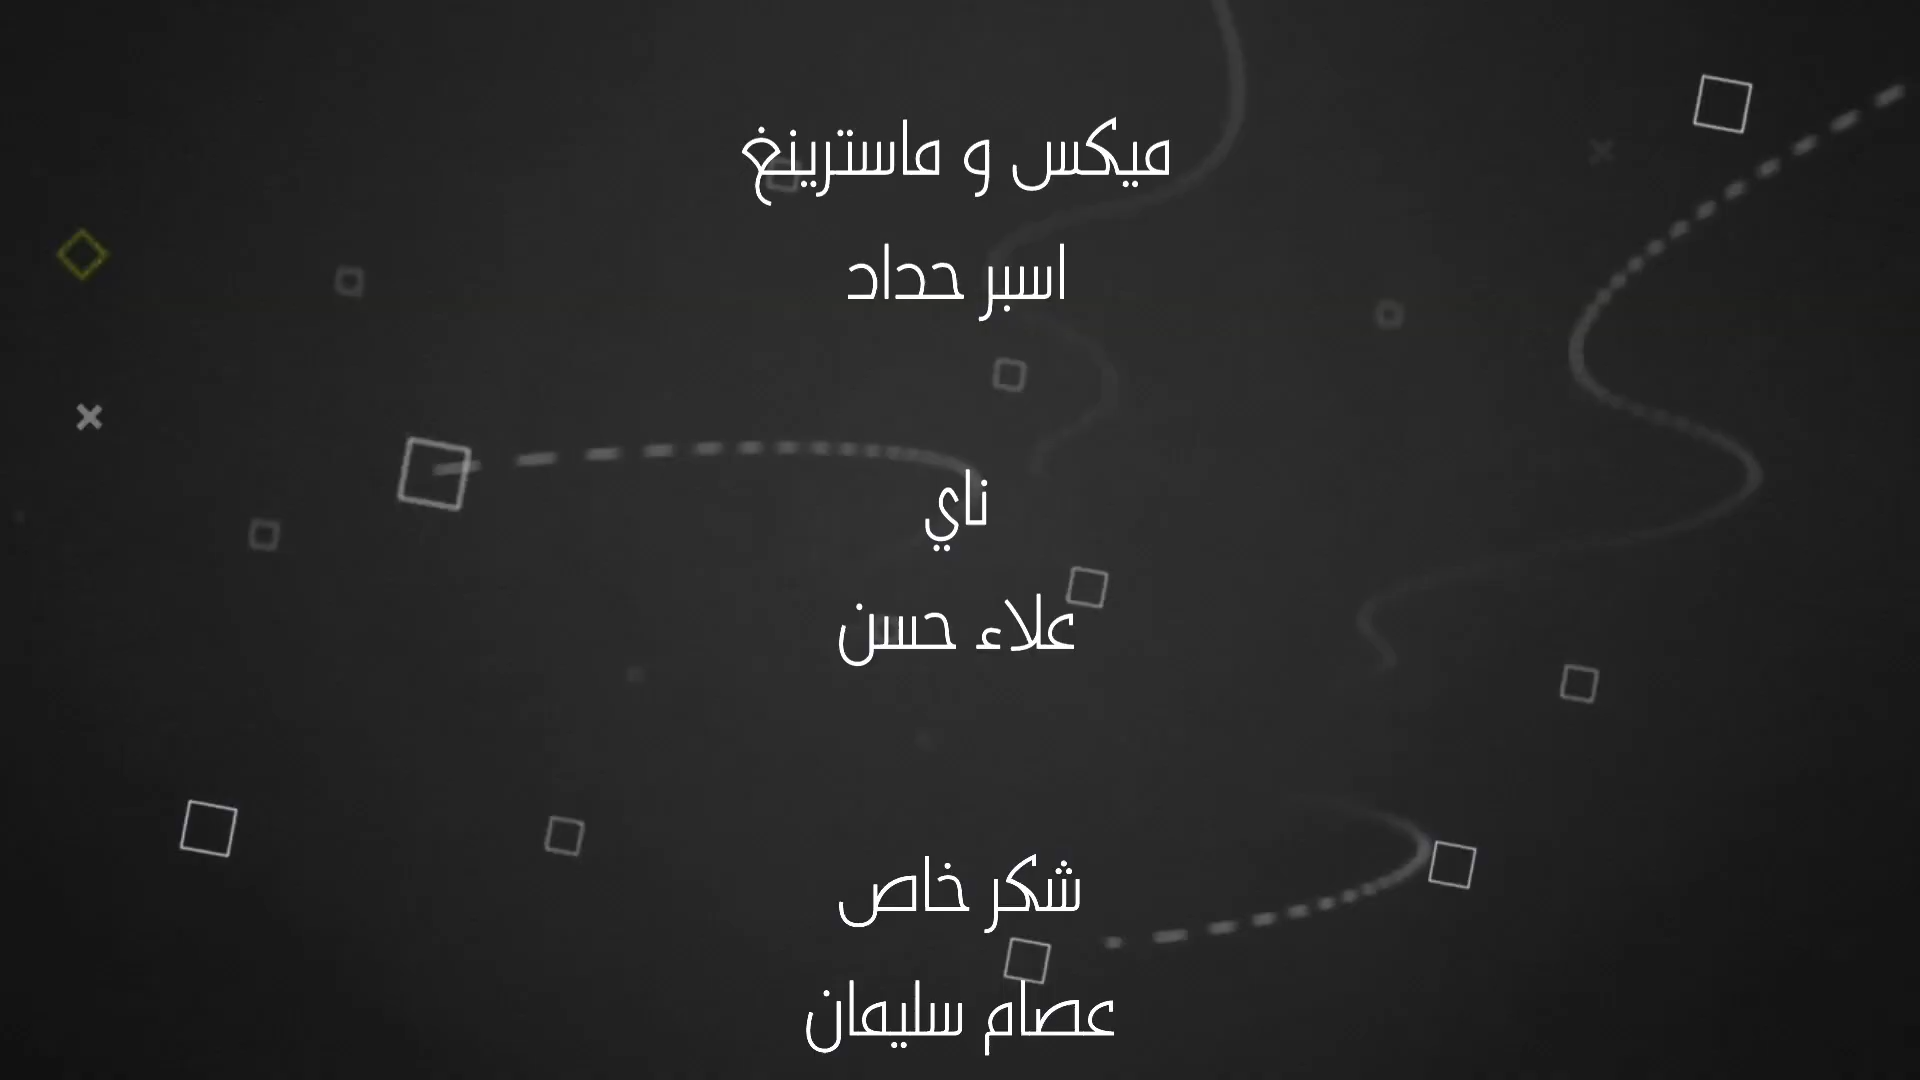 ميكس و ماسترينغ
اسبر حداد
ناي
علاء حسن
شكر خاص
عصام سليمان